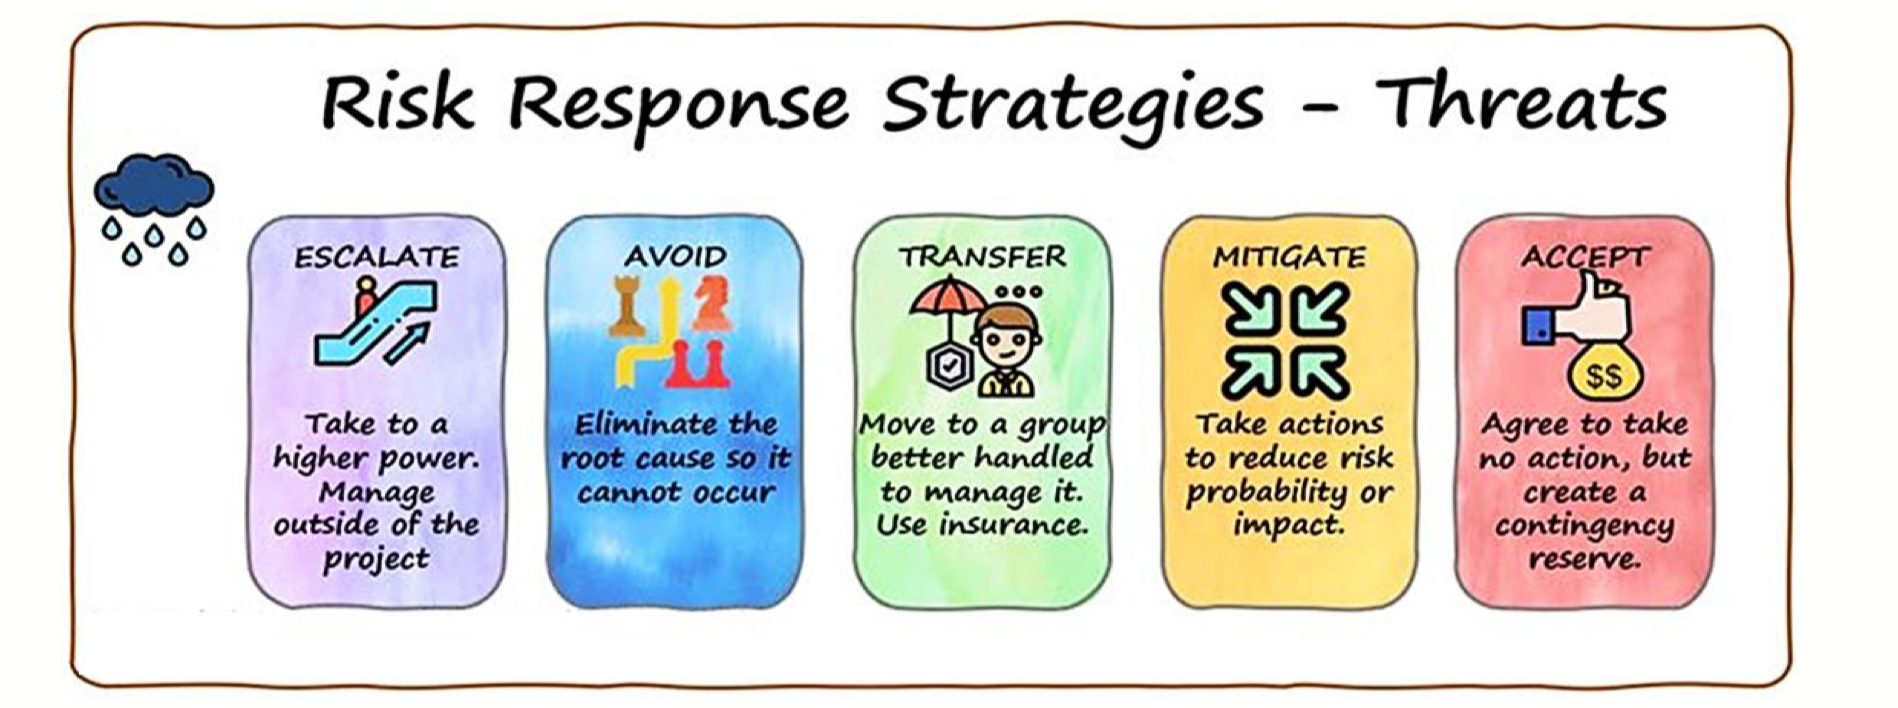 Risk Response Strategies - Threats
ESCALATE
Take to a
higher power.
Manage
outside of the
project
AVOID
Eliminate the
root cause so it
cannot occur
TRANSFER
Move to a group
better handled
to manage it.
Use insurance.
MITIGATE
Take actions
to reduce risk
probability or
impact.
ACCEPT
$$
Agree to take
no action, but
create a
contingency
reserve.